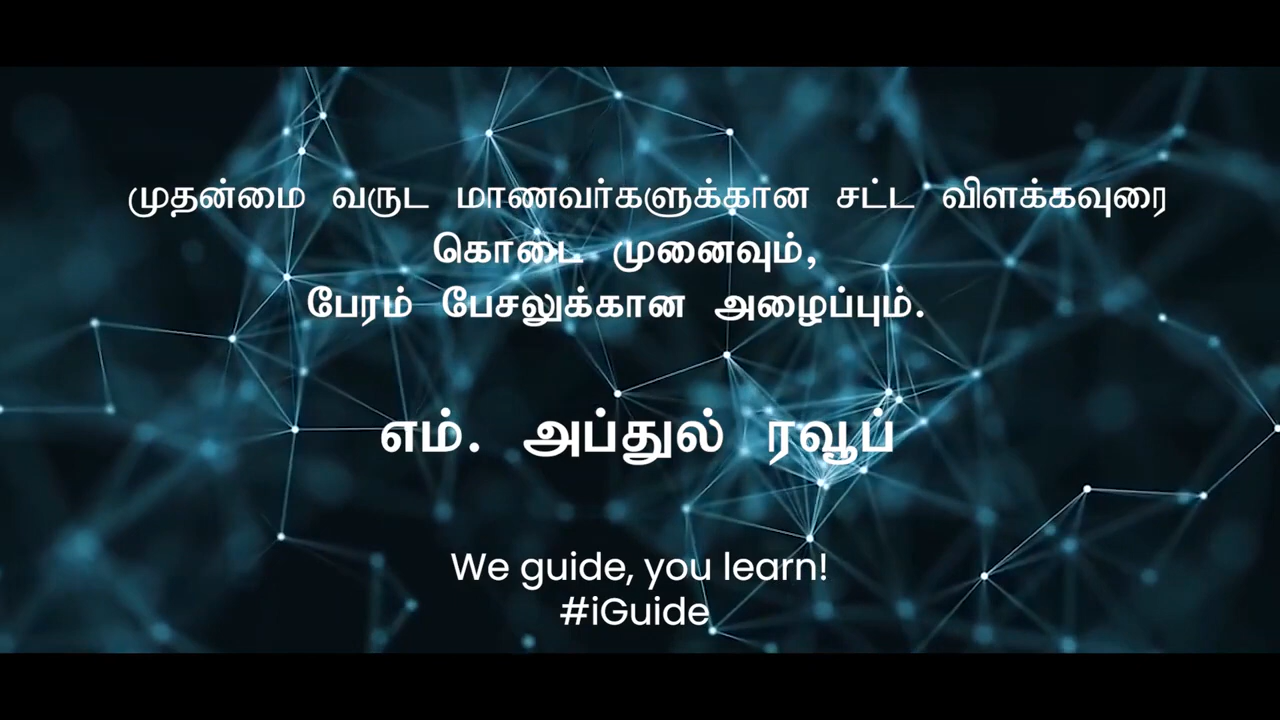 முதன்மை வருட மாணவர்களுக்கான சட்ட விளக்கவுரை
கொடை முனைவும்,
பேரம் பேசலுக்கான அழைப்பும்.
எம். அப்துல் ரவூப்
We guide, you learn!
#iGuide